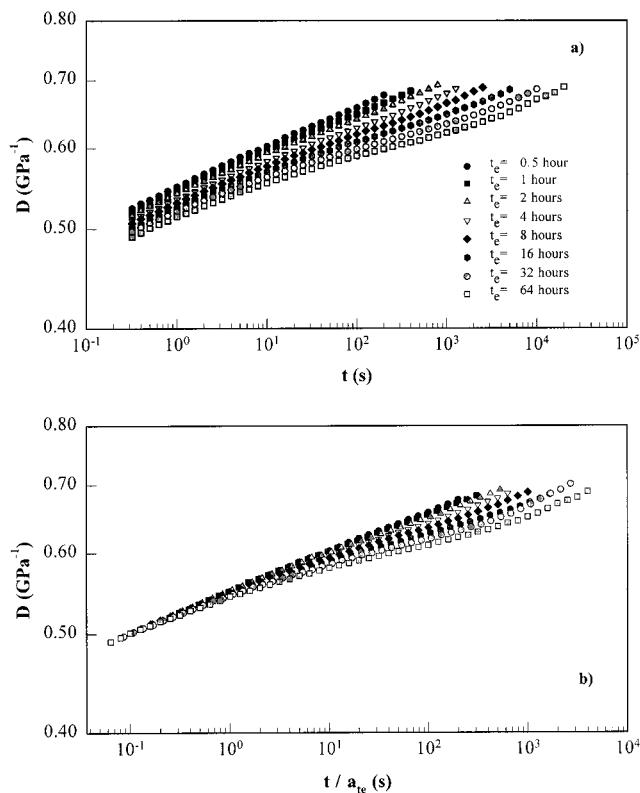 0.80
a)
0.70
0.60
D (GPa⁻¹)
tₑ= 0.5 hour
tₑ= 1 hour
tₑ= 2 hours
tₑ= 4 hours
tₑ= 8 hours
tₑ= 16 hours
tₑ= 32 hours
tₑ= 64 hours
0.50
0.40
10⁻¹ 10⁰ 10¹ 10² 10³ 10⁴ 10⁵
t (s)
0.80
0.70
0.60
D (GPa⁻¹)
0.50
b)
0.40
10⁻¹ 10⁰ 10¹ 10² 10³ 10⁴
t / a_te (s)